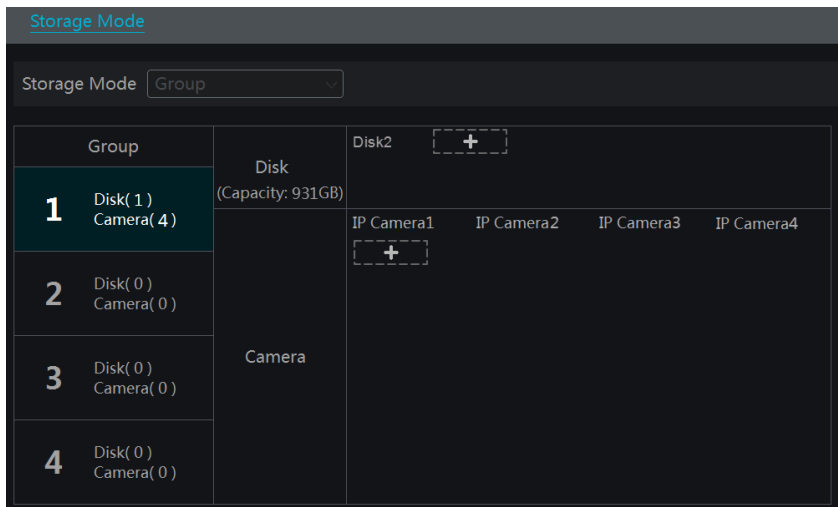 Storage Mode
Storage Mode Group
Group
1 Disk( 1 )
Camera( 4 )
2 Disk( 0 )
Camera( 0 )
3 Disk( 0 )
Camera( 0 )
4 Disk( 0 )
Camera( 0 )
Disk
(Capacity: 931GB)
Disk2 +
Camera
IP Camera1 IP Camera2 IP Camera3 IP Camera4
+